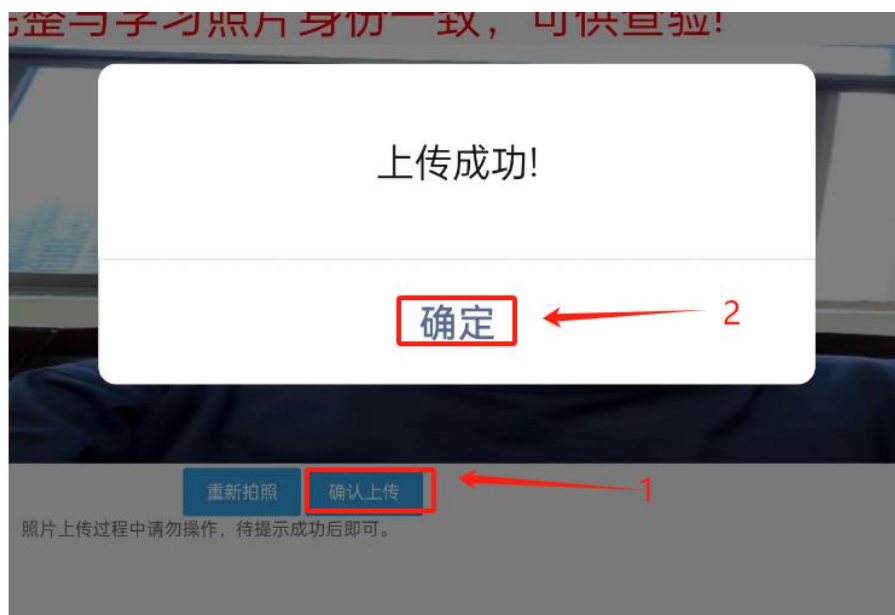 整与学习照片身份一致，可供查验!
上传成功!
确定
2
重新拍照
确认上传
1
照片上传过程中请勿操作，待提示成功后即可。